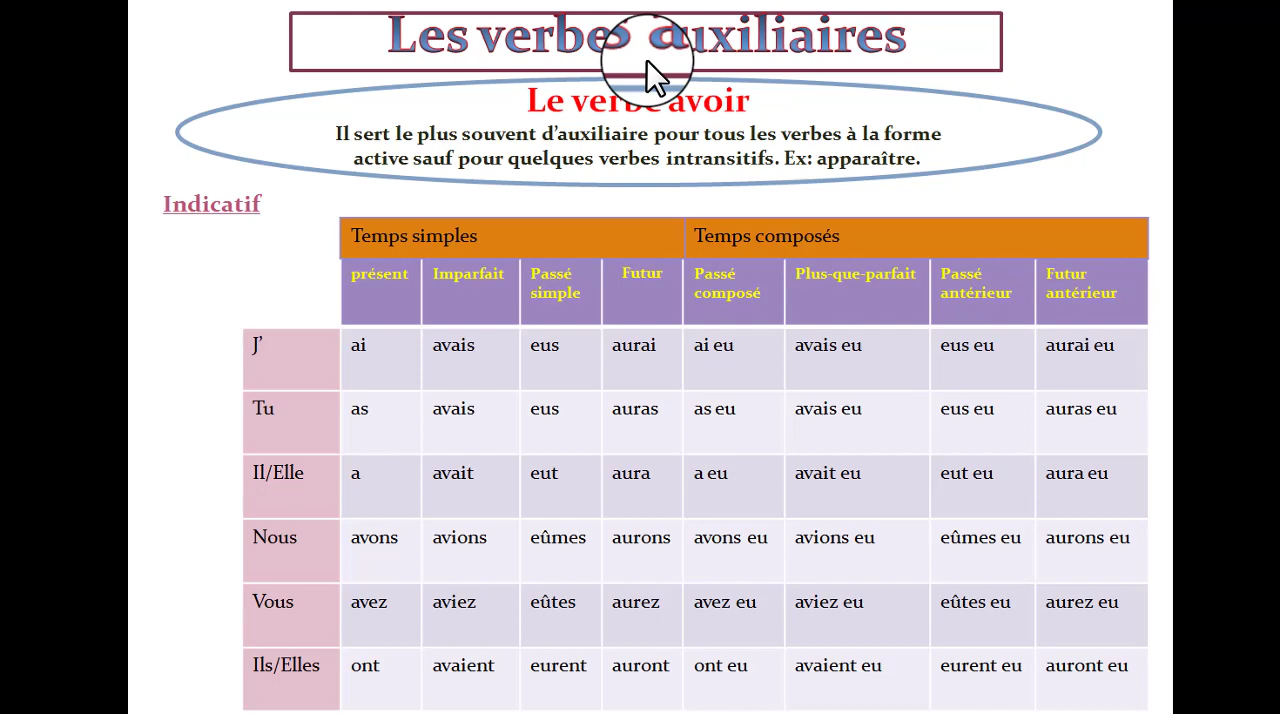 Les verbes auxiliaires
Le verbe avoir
Il sert le plus souvent d'auxiliaire pour tous les verbes à la forme
active sauf pour quelques verbes intransitifs. Ex: apparaître.
Indicatif
Temps simples Temps composés
présent Imparfait Passé simple Futur Passé composé Plus-que-parfait Passé antérieur Futur antérieur
J' ai avais eus aurai ai eu avais eu eus eu aurai eu
Tu as avais eus auras as eu avais eu eus eu auras eu
Il/Elle a avait eut aura a eu avait eu eut eu aura eu
Nous avons avions eûmes aurons avons eu avions eu eûmes eu aurons eu
Vous avez aviez eûtes aurez avez eu aviez eu eûtes eu aurez eu
Ils/Elles ont avaient eurent auront ont eu avaient eu eurent eu auront eu